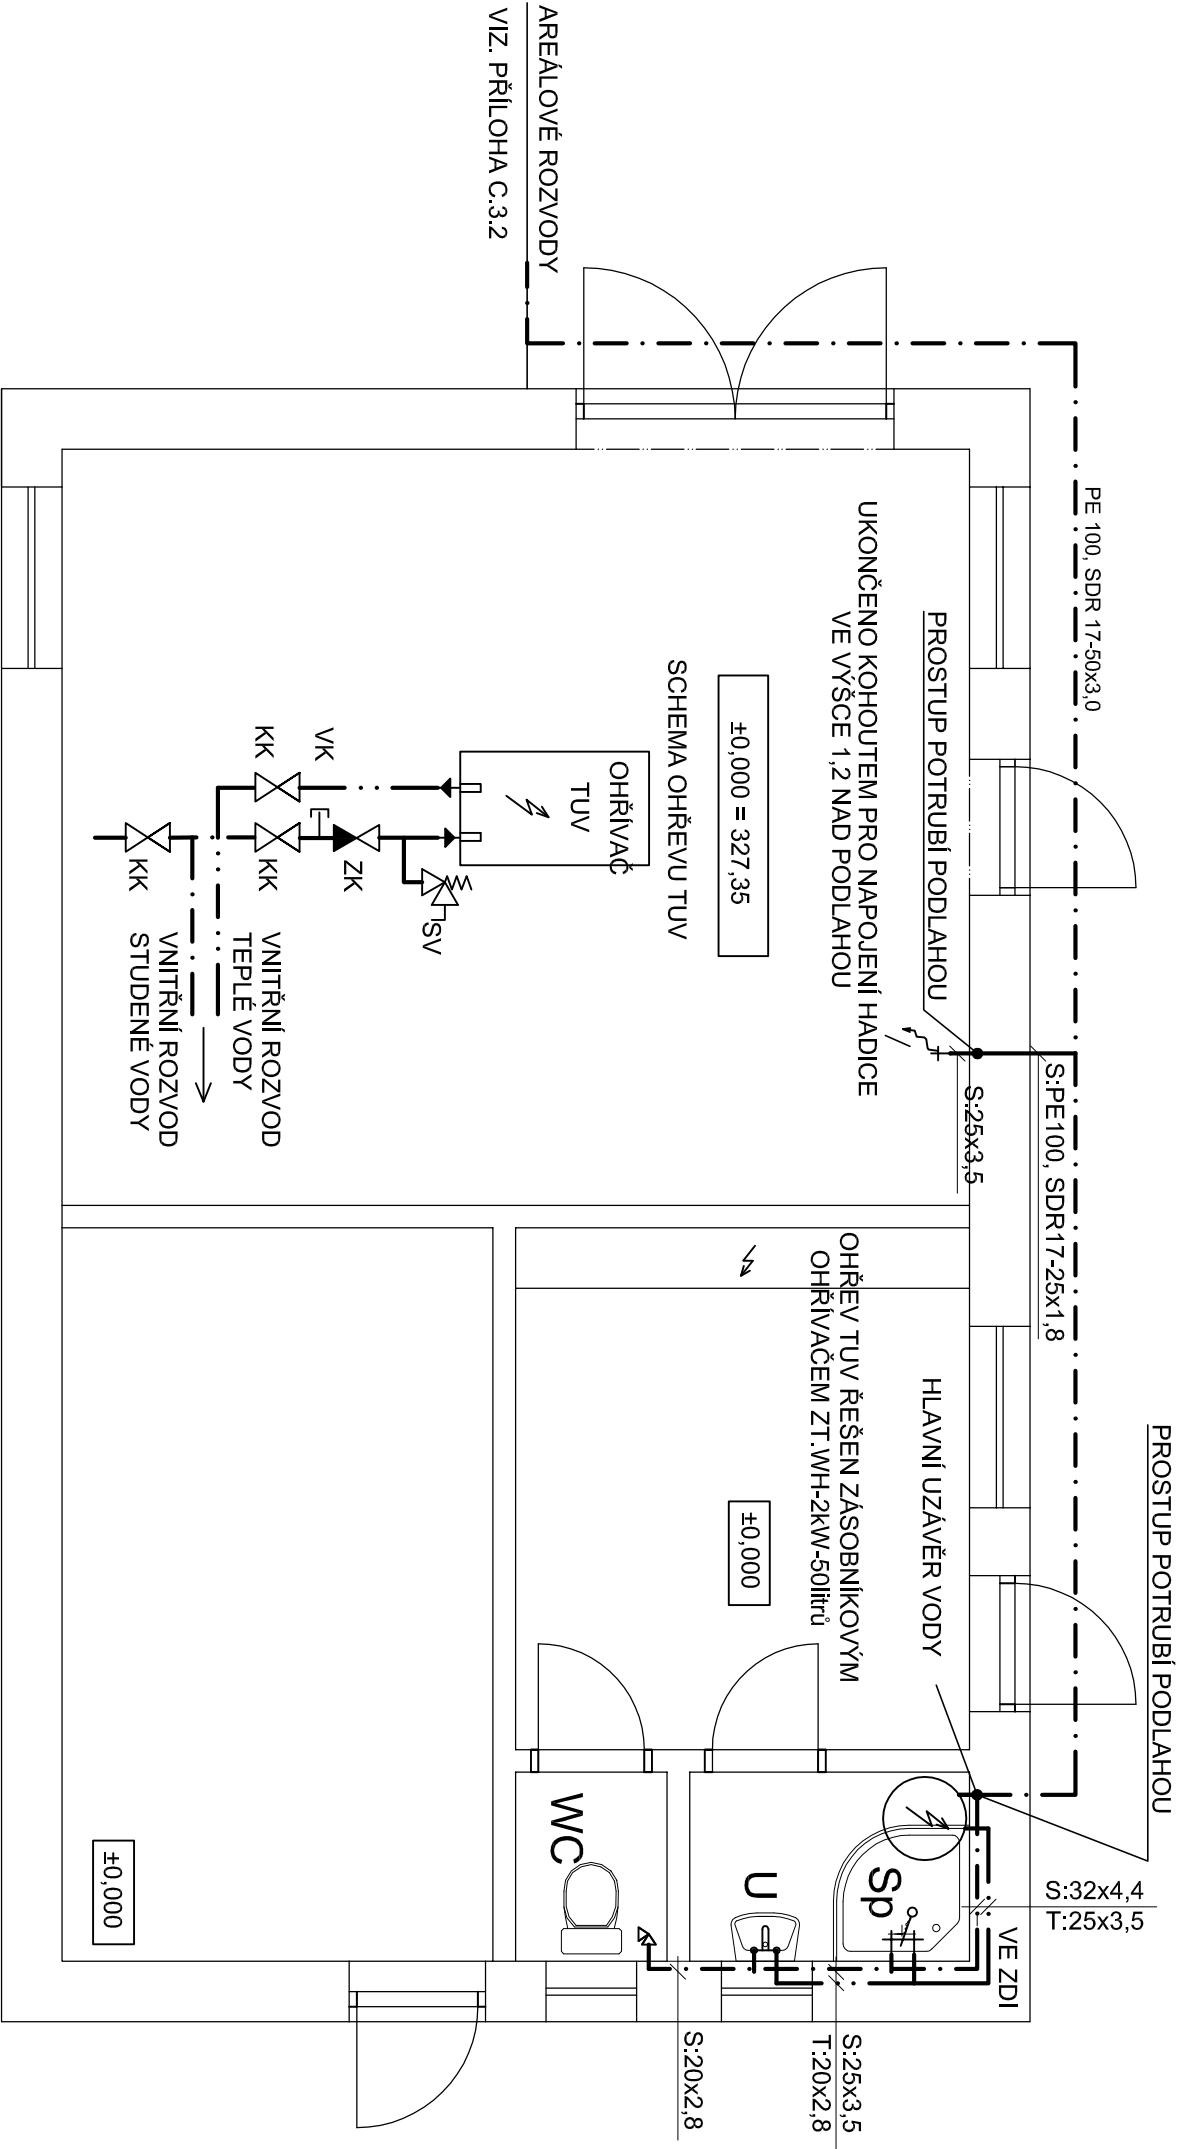 AREÁLOVÉ ROZVODY
VIZ. PŘÍLOHA C.3.2
PE 100, SDR 17-50x3,0
PROSTUP POTRUBÍ PODLAHOU
UKONČENO KOHOUTEM PRO NAPOJENÍ HADICE
VE VÝŠCE 1,2 NAD PODLAHOU
±0,000 = 327,35
SCHEMA OHŘEVU TUV
OHŘÍVAČ
TUV
VK
KK
KK
ZK
KK
SV
VNITŘNÍ ROZVOD
TEPLÉ VODY
VNITŘNÍ ROZVOD
STUDENÉ VODY
S:PE100, SDR17-25x1,8
S:25x3,5
OHŘEV TUV ŘEŠEN ZÁSOBNÍKOVÝM
OHŘÍVAČEM ZT.WH-2kW-50litrů
HLAVNÍ UZÁVĚR VODY
±0,000
PROSTUP POTRUBÍ PODLAHOU
S:32x4,4
T:25x3,5
VE ZDI
Sp
U
WC
S:25x3,5
T:20x2,8
S:20x2,8
±0,000